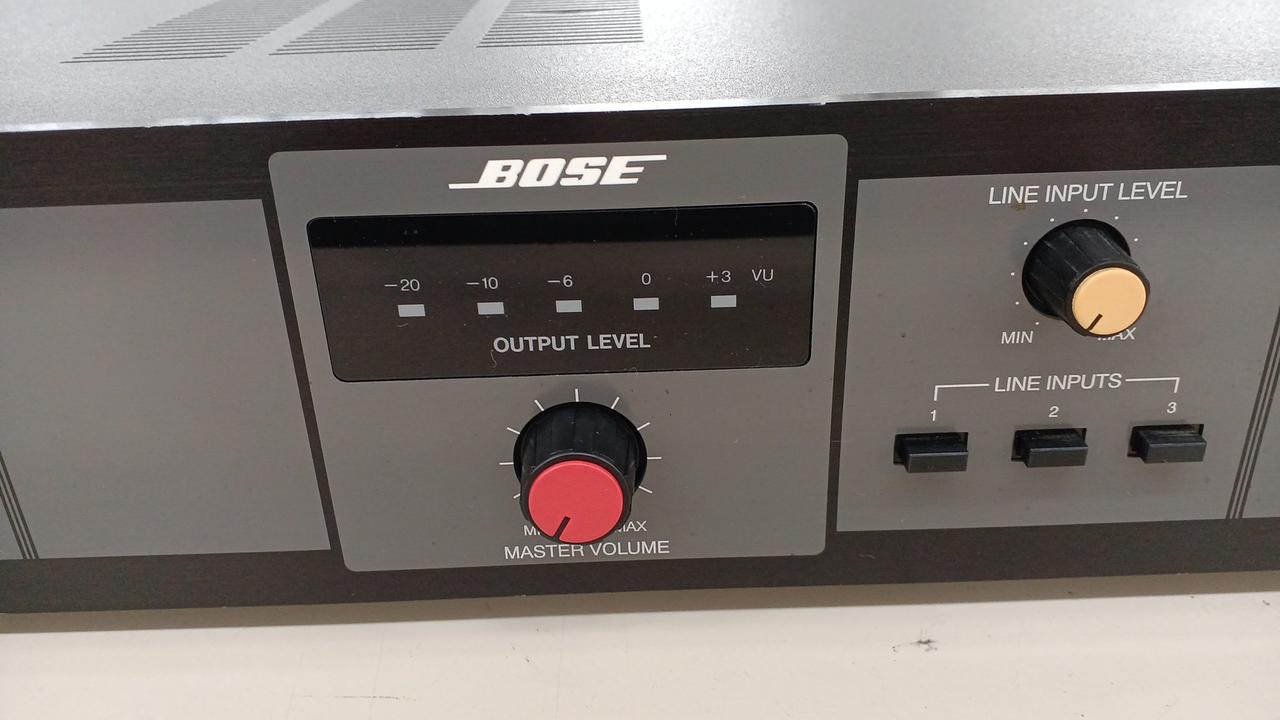 BOSE
−20 −10 −6 0 +3 VU
OUTPUT LEVEL
MASTER VOLUME
LINE INPUT LEVEL
MIN MAX
LINE INPUTS
1 2 3